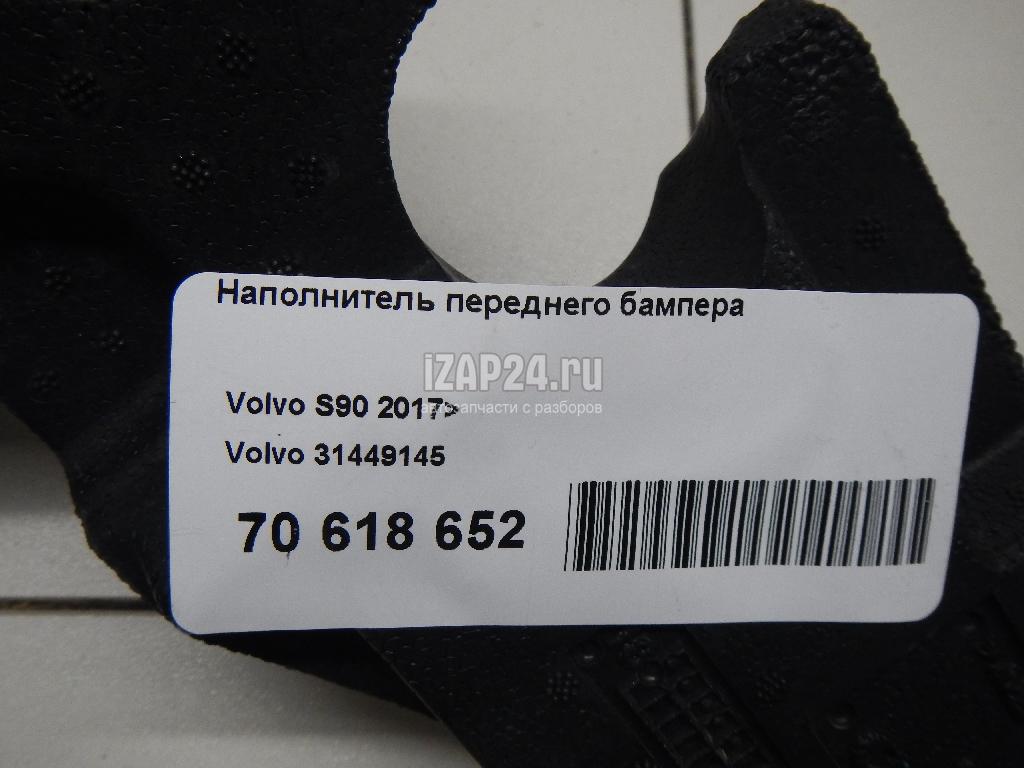 Наполнитель переднего бампера
iZAP24.ru
автозапчасти с разборов
Volvo S90 2017>
Volvo 31449145
70 618 652